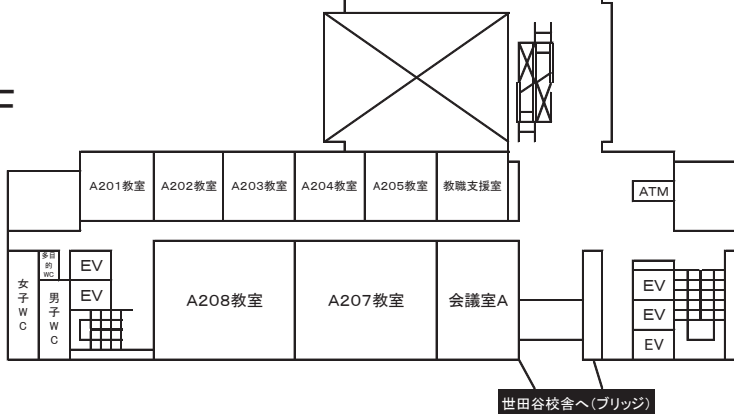 A201教室
A202教室
A203教室
A204教室
A205教室
教職支援室
ATM
多目的WC
EV
EV
女子WC
男子WC
A208教室
A207教室
会議室A
EV
EV
EV
世田谷校舎へ(ブリッジ)